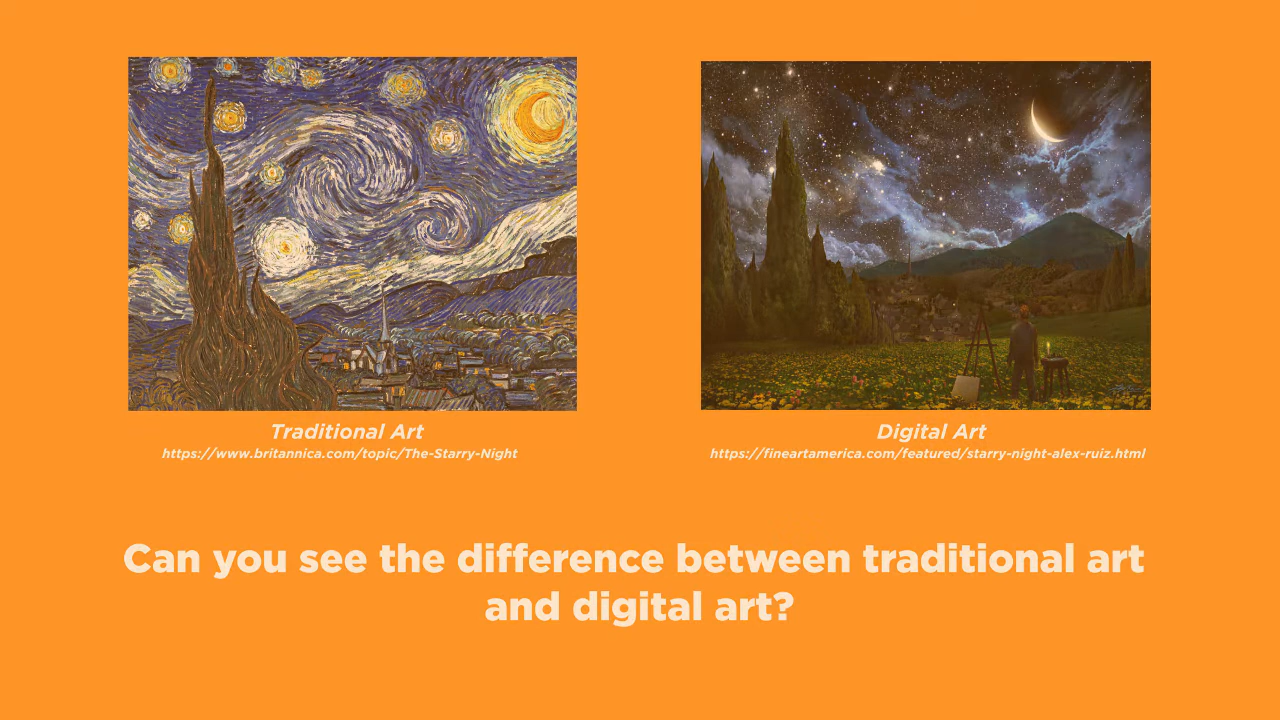 Traditional Art
https://www.britannica.com/topic/The-Starry-Night
Digital Art
https://fineartamerica.com/featured/starry-night-alex-ruiz.html
Can you see the difference between traditional art
and digital art?